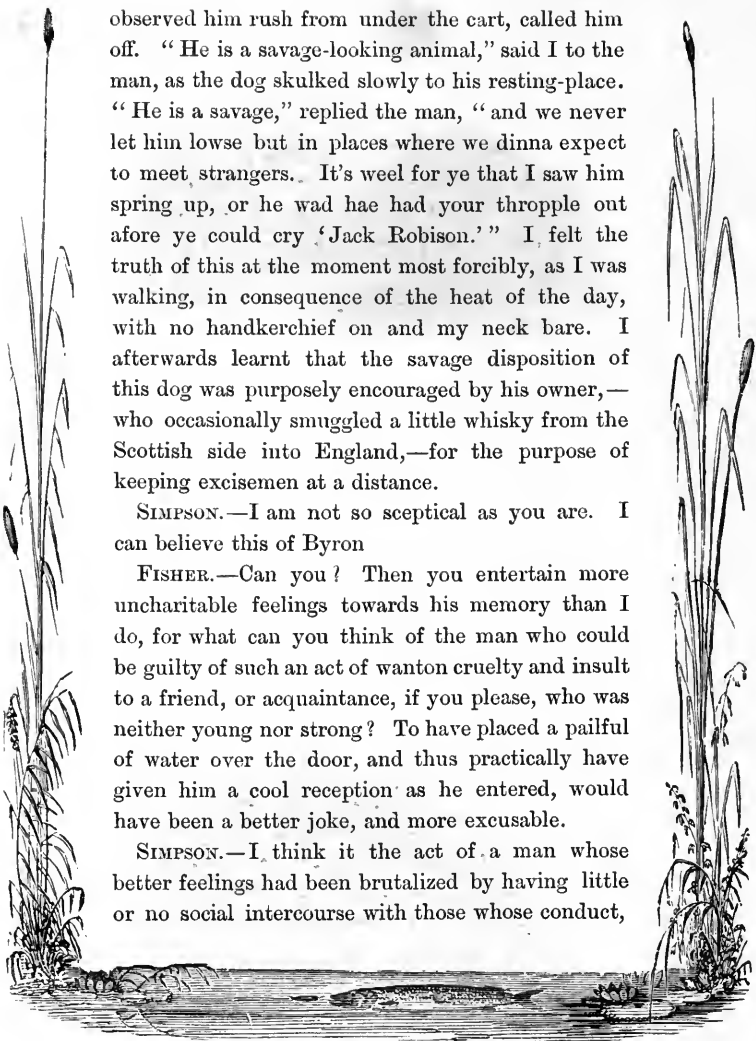 observed him rush from under the cart, called him
off. “He is a savage-looking animal,” said I to the
man, as the dog skulked slowly to his resting-place.
“He is a savage,” replied the man, “and we never
let him lowse but in places where we dinna expect
to meet strangers. It’s weel for ye that I saw him
spring up, or he wad hae had your thropple out
afore ye could cry ‘Jack Robison.’” I felt the
truth of this at the moment most forcibly, as I was
walking, in consequence of the heat of the day,
with no handkerchief on and my neck bare. I
afterwards learnt that the savage disposition of
this dog was purposely encouraged by his owner,—
who occasionally smuggled a little whisky from the
Scottish side into England,—for the purpose of
keeping excisemen at a distance.
SIMPSON.—I am not so sceptical as you are. I
can believe this of Byron
FISHER.—Can you? Then you entertain more
uncharitable feelings towards his memory than I
do, for what can you think of the man who could
be guilty of such an act of wanton cruelty and insult
to a friend, or acquaintance, if you please, who was
neither young nor strong? To have placed a pailful
of water over the door, and thus practically have
given him a cool reception as he entered, would
have been a better joke, and more excusable.
SIMPSON.—I think it the act of a man whose
better feelings had been brutalized by having little
or no social intercourse with those whose conduct,